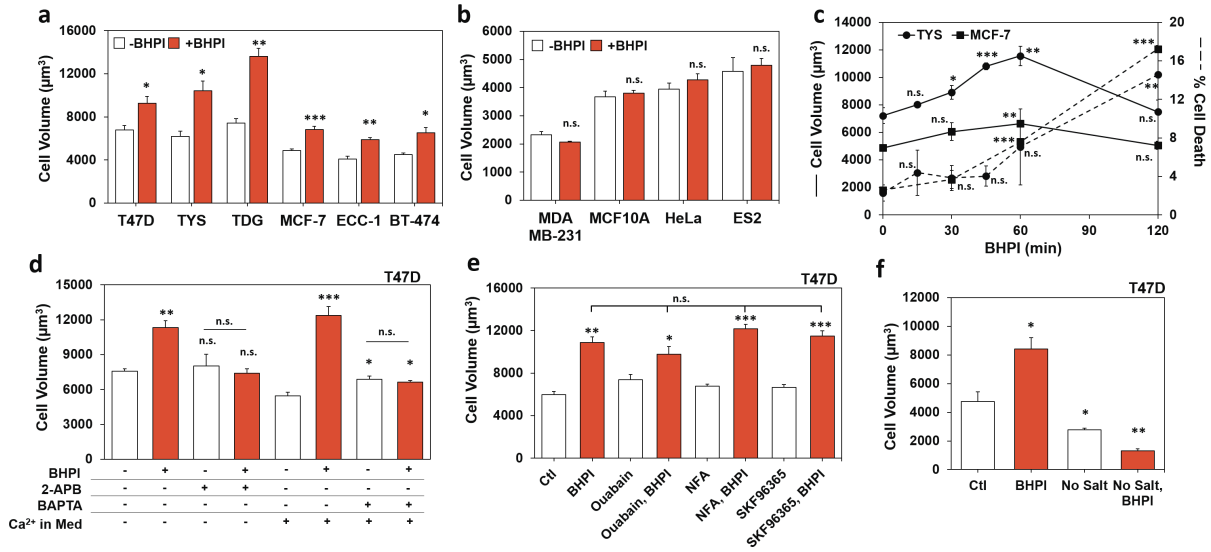 a
Cell Volume (µm³)
16000
12000
8000
4000
0
-BHPI +BHPI
* * ** *** ** **
T47D TYS TDG MCF-7 ECC-1 BT-474
b
Cell Volume (µm³)
6000
5000
4000
3000
2000
1000
0
-BHPI +BHPI
n.s. n.s. n.s. n.s.
MDA MCF10A HeLa ES2
MB-231
c
Cell Volume (µm³)
14000
12000
10000
8000
6000
4000
2000
0
TYS MCF-7
n.s. * *** ** ***
**
n.s. ** n.s.
***
n.s. n.s. n.s. n.s.
20
16
12
8
4
0
% Cell Death
0 30 60 90 120
BHPI (min)
d
T47D
Cell Volume (µm³)
15000
12000
9000
6000
3000
0
** n.s. *** n.s.
n.s. n.s. * *
BHPI - + - + - + - +
2-APB - - + + - - - -
BAPTA - - - - - - + +
Ca²⁺ in Med - - - - + + + +
e
T47D
Cell Volume (µm³)
16000
12000
8000
4000
0
n.s.
** * *** ***
Ctl
BHPI
Ouabain
Ouabain, BHPI
NFA
NFA, BHPI
SKF96365
SKF96365, BHPI
f
T47D
Cell Volume (µm³)
12000
10000
8000
6000
4000
2000
0
* * **
Ctl BHPI No Salt No Salt,
BHPI